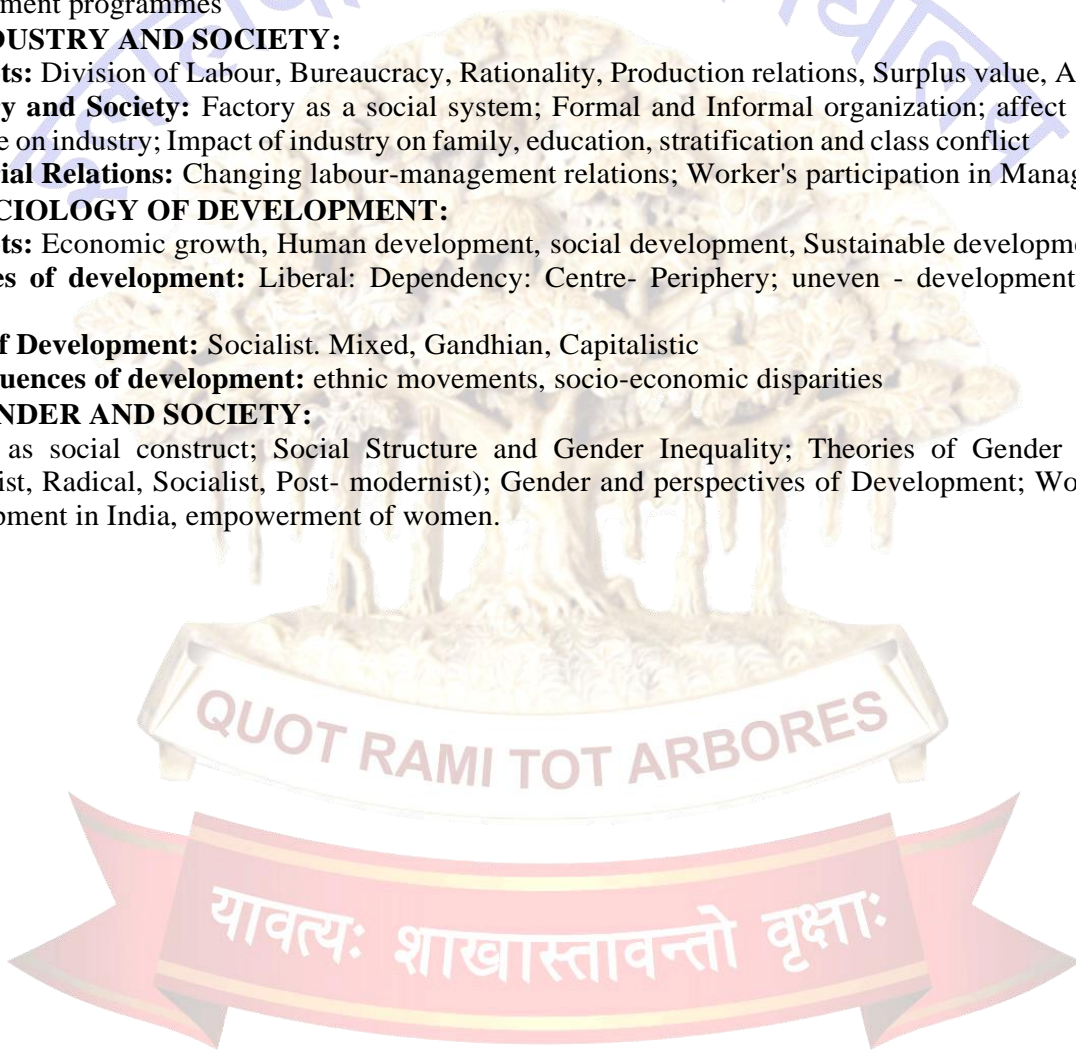 ment programmes
DUSTRY AND SOCIETY:
ts: Division of Labour, Bureaucracy, Rationality, Production relations, Surplus value, A
y and Society: Factory as a social system; Formal and Informal organization; affect
e on industry; Impact of industry on family, education, stratification and class conflict
ial Relations: Changing labour-management relations; Worker's participation in Manag
CIOLOGY OF DEVELOPMENT:
ts: Economic growth, Human development, social development, Sustainable developme
es of development: Liberal: Dependency: Centre- Periphery; uneven - development
f Development: Socialist. Mixed, Gandhian, Capitalistic
uences of development: ethnic movements, socio-economic disparities
NDER AND SOCIETY:
as social construct; Social Structure and Gender Inequality; Theories of Gender
ist, Radical, Socialist, Post- modernist); Gender and perspectives of Development; Wo
pment in India, empowerment of women.
QUOT RAMI TOT ARBORES
यावत्यः शाखास्तावन्तो वृक्षाः